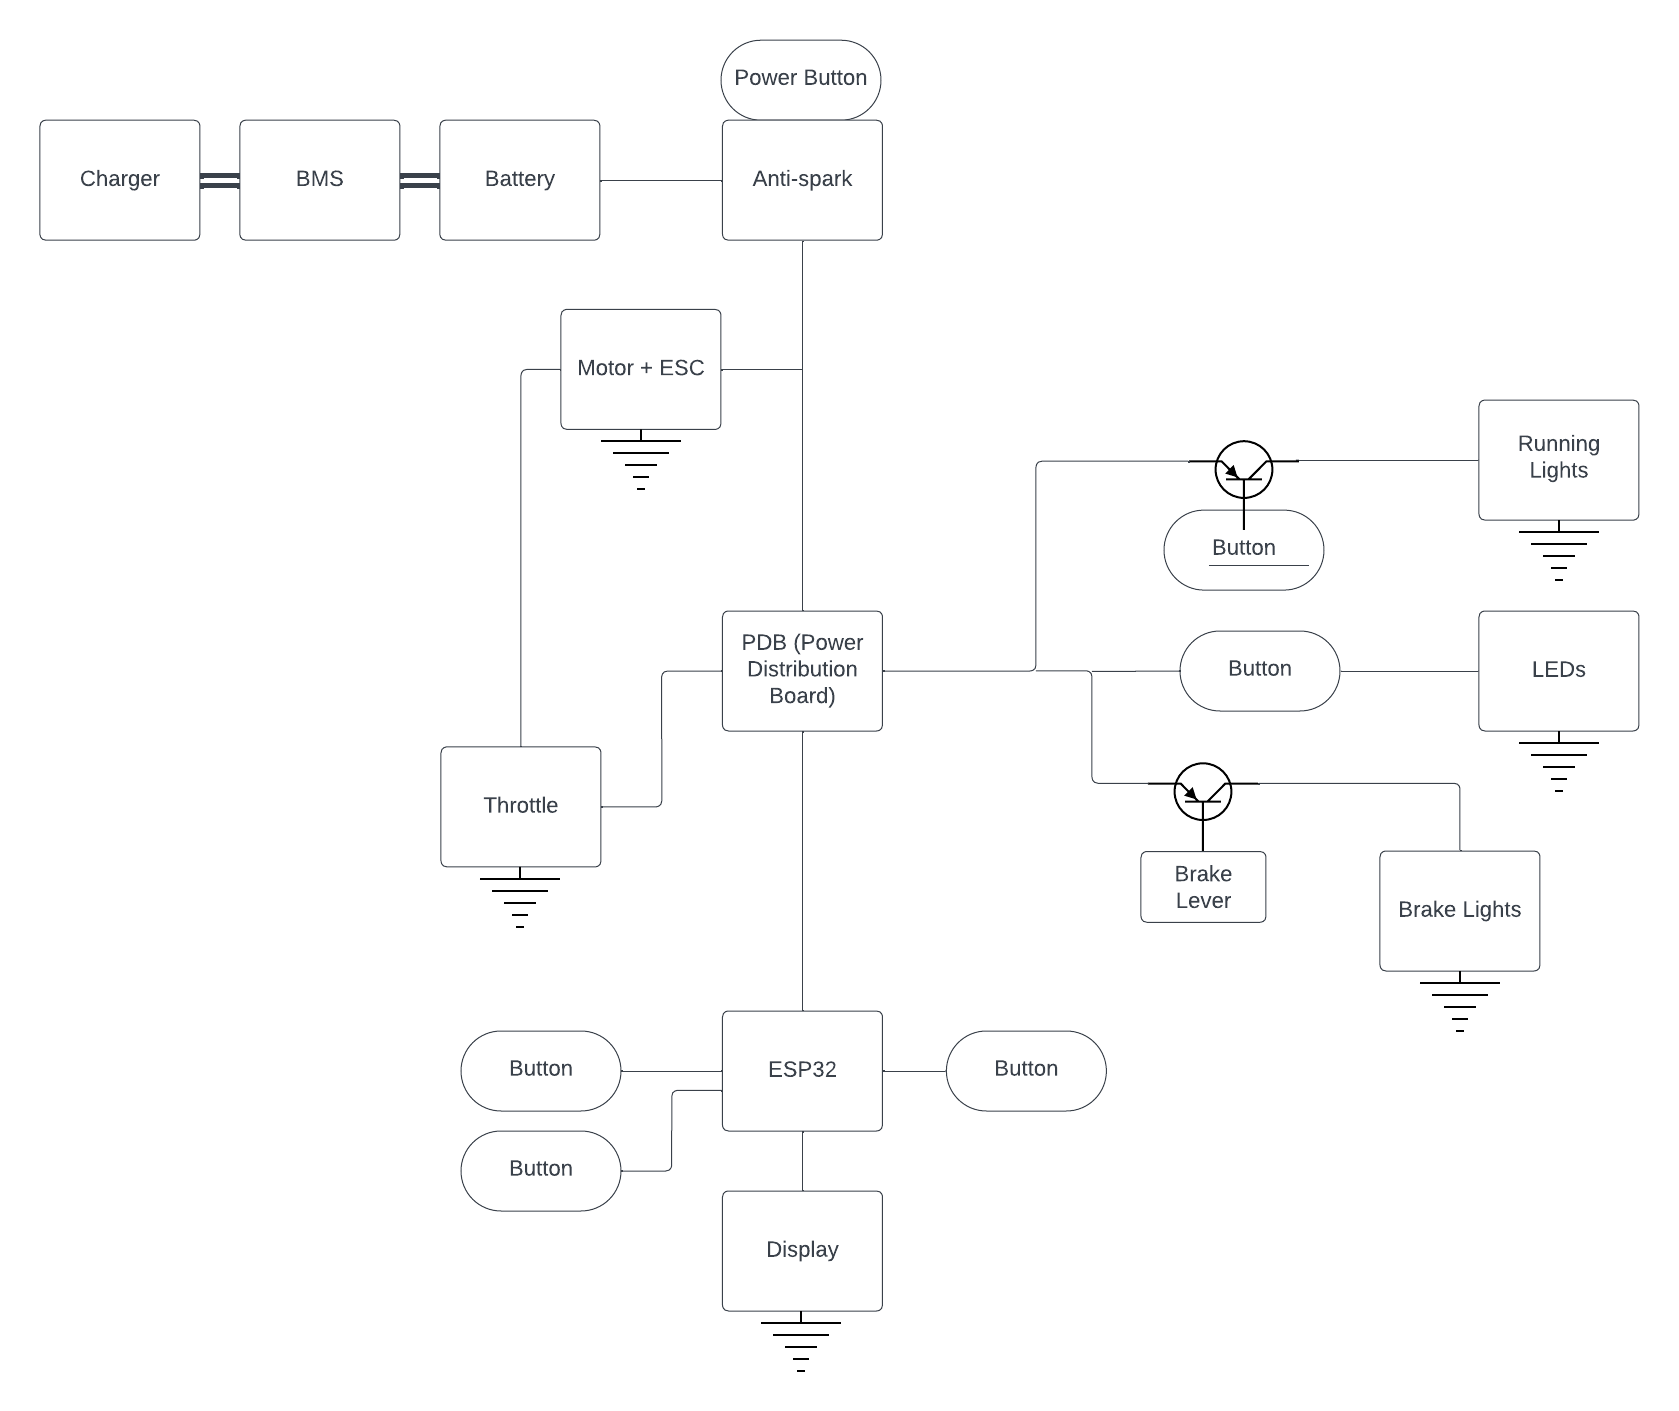 Power Button
Charger
BMS
Battery
Anti-spark
Motor + ESC
Running
Lights
Button
PDB (Power
Distribution
Board)
Button
LEDs
Throttle
Brake
Lever
Brake Lights
Button
ESP32
Button
Button
Display